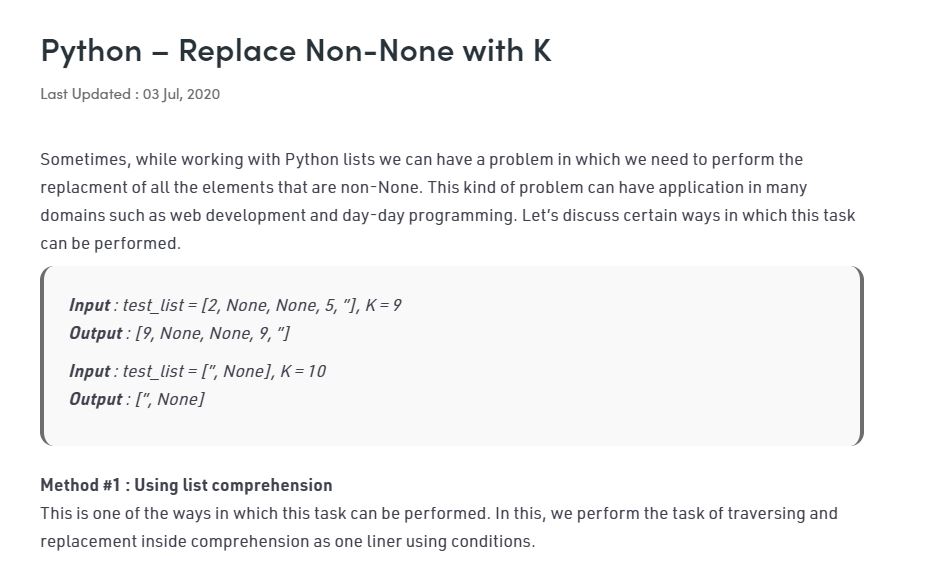 Python – Replace Non-None with K
Last Updated : 03 Jul, 2020
Sometimes, while working with Python lists we can have a problem in which we need to perform the
replacment of all the elements that are non-None. This kind of problem can have application in many
domains such as web development and day-day programming. Let’s discuss certain ways in which this task
can be performed.
Input : test_list = [2, None, None, 5, ”], K = 9
Output : [9, None, None, 9, ”]
Input : test_list = [”, None], K = 10
Output : [”, None]
Method #1 : Using list comprehension
This is one of the ways in which this task can be performed. In this, we perform the task of traversing and
replacement inside comprehension as one liner using conditions.